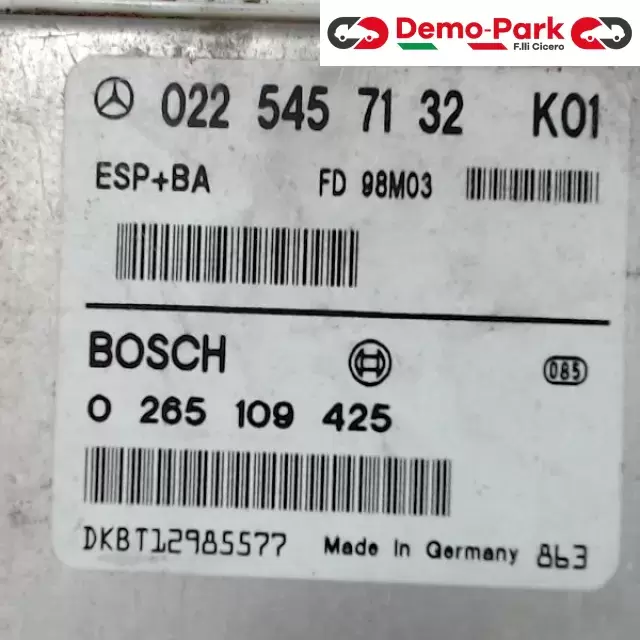 Demo-Park
F.lli Cicero
022 545 71 32 K01
ESP+BA FD 98M03
BOSCH 085
0 265 109 425
DKBT12985577 Made In Germany 863